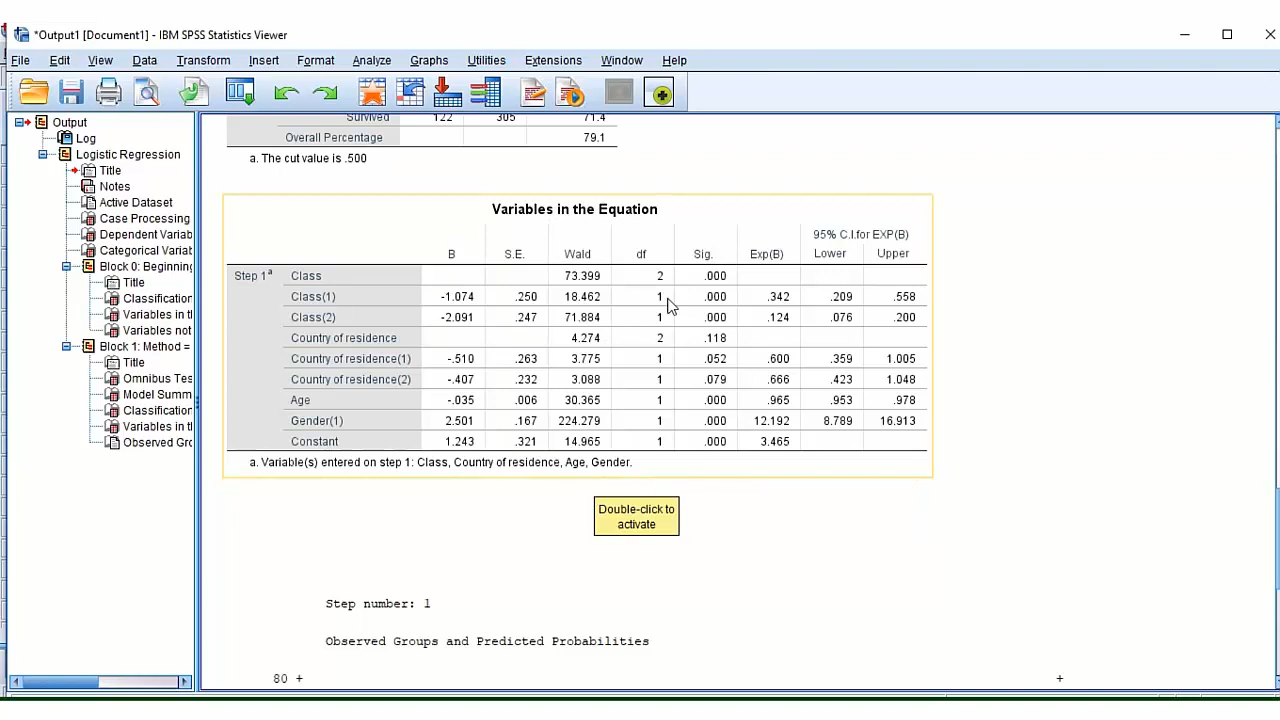 *Output1 [Document1] - IBM SPSS Statistics Viewer
File Edit View Data Transform Insert Format Analyze Graphs Utilities Extensions Window Help
Output
Log
Logistic Regression
Title
Notes
Active Dataset
Case Processing
Dependent Variab
Categorical Variab
Block 0: Beginning
Title
Classification
Variables in t
Variables not
Block 1: Method =
Title
Omnibus Tes
Model Summ
Classification
Variables in t
Observed Gro
Survived 122 305 71.4
Overall Percentage 79.1
a. The cut value is .500
Variables in the Equation
95% C.I.for EXP(B)
B S.E. Wald df Sig. Exp(B) Lower Upper
Step 1a Class 73.399 2 .000
Class(1) -1.074 .250 18.462 1 .000 .342 .209 .558
Class(2) -2.091 .247 71.884 1 .000 .124 .076 .200
Country of residence 4.274 2 .118
Country of residence(1) -.510 .263 3.775 1 .052 .600 .359 1.005
Country of residence(2) -.407 .232 3.088 1 .079 .666 .423 1.048
Age -.035 .006 30.365 1 .000 .965 .953 .978
Gender(1) 2.501 .167 224.279 1 .000 12.192 8.789 16.913
Constant 1.243 .321 14.965 1 .000 3.465
a. Variable(s) entered on step 1: Class, Country of residence, Age, Gender.
Double-click to
activate
Step number: 1
Observed Groups and Predicted Probabilities
80 + +